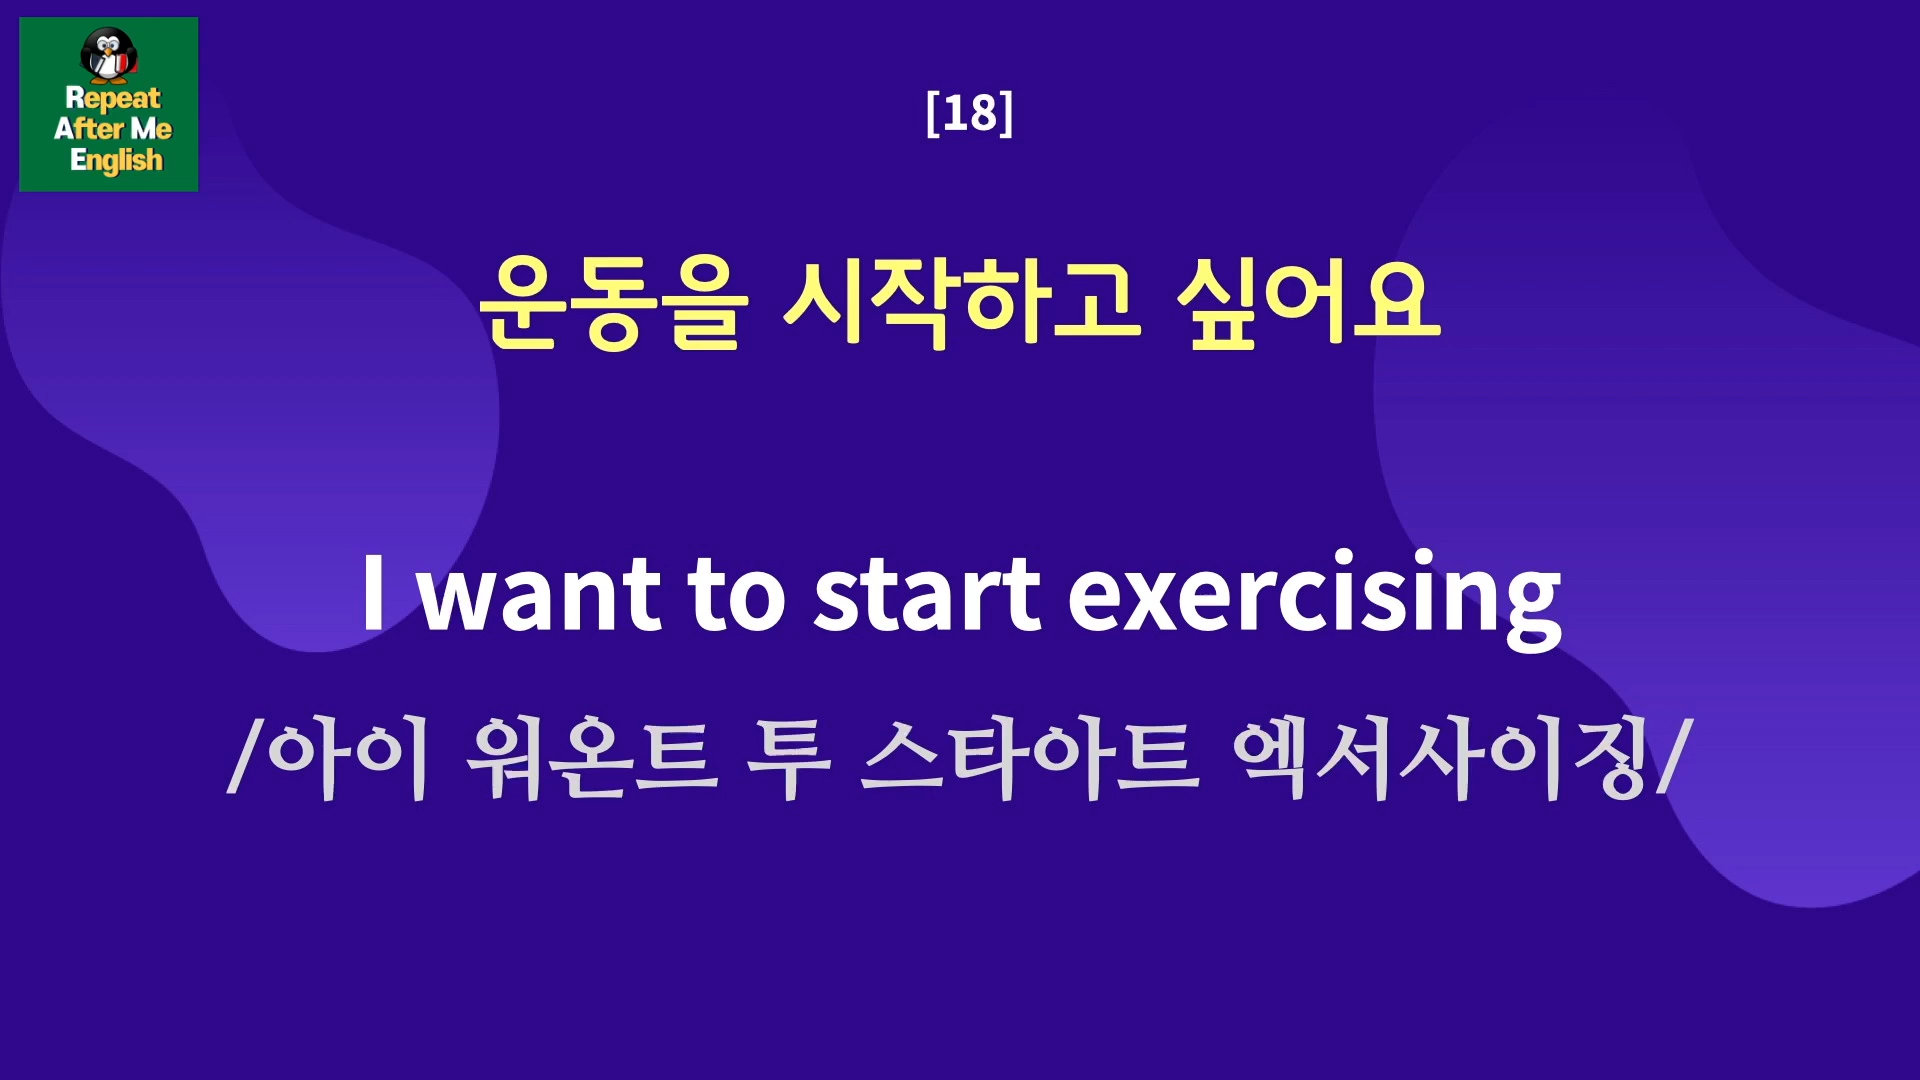 Repeat
After Me
English
[18]
운동을 시작하고 싶어요
I want to start exercising
/아이 워온트 투 스타아트 엑서사이징/